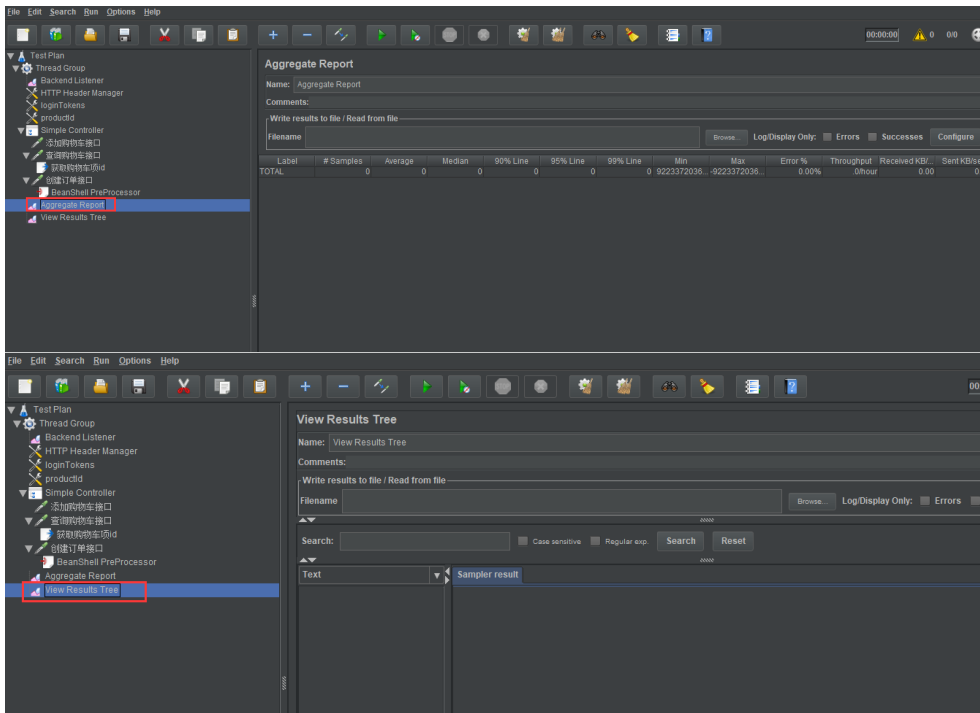 File Edit Search Run Options Help
00:00:00 0 0/0
Test Plan
Thread Group
Backend Listener
HTTP Header Manager
loginTokens
productId
Simple Controller
添加购物车接口
查询购物车接口
获取购物车项id
创建订单接口
BeanShell PreProcessor
Aggregate Report
View Results Tree
Aggregate Report
Name: Aggregate Report
Comments:
Write results to file / Read from file
Filename Browse... Log/Display Only: Errors Successes Configure
Label # Samples Average Median 90% Line 95% Line 99% Line Min Max Error % Throughput Received KB/... Sent KB/se
TOTAL 0 0 0 0 0 0 9223372036... -9223372036... 0.00% .0/hour 0.00 0.
File Edit Search Run Options Help
00
Test Plan
Thread Group
Backend Listener
HTTP Header Manager
loginTokens
productId
Simple Controller
添加购物车接口
查询购物车接口
获取购物车项id
创建订单接口
BeanShell PreProcessor
Aggregate Report
View Results Tree
View Results Tree
Name: View Results Tree
Comments:
Write results to file / Read from file
Filename Browse... Log/Display Only: Errors
Search: Case sensitive Regular exp. Search Reset
Text Sampler result